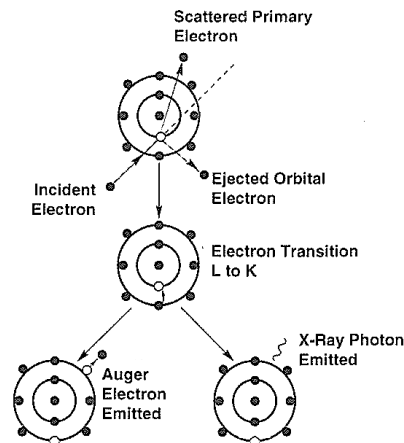 Scattered Primary
Electron
Incident
Electron
Ejected Orbital
Electron
Electron Transition
L to K
Auger
Electron
Emitted
X-Ray Photon
Emitted